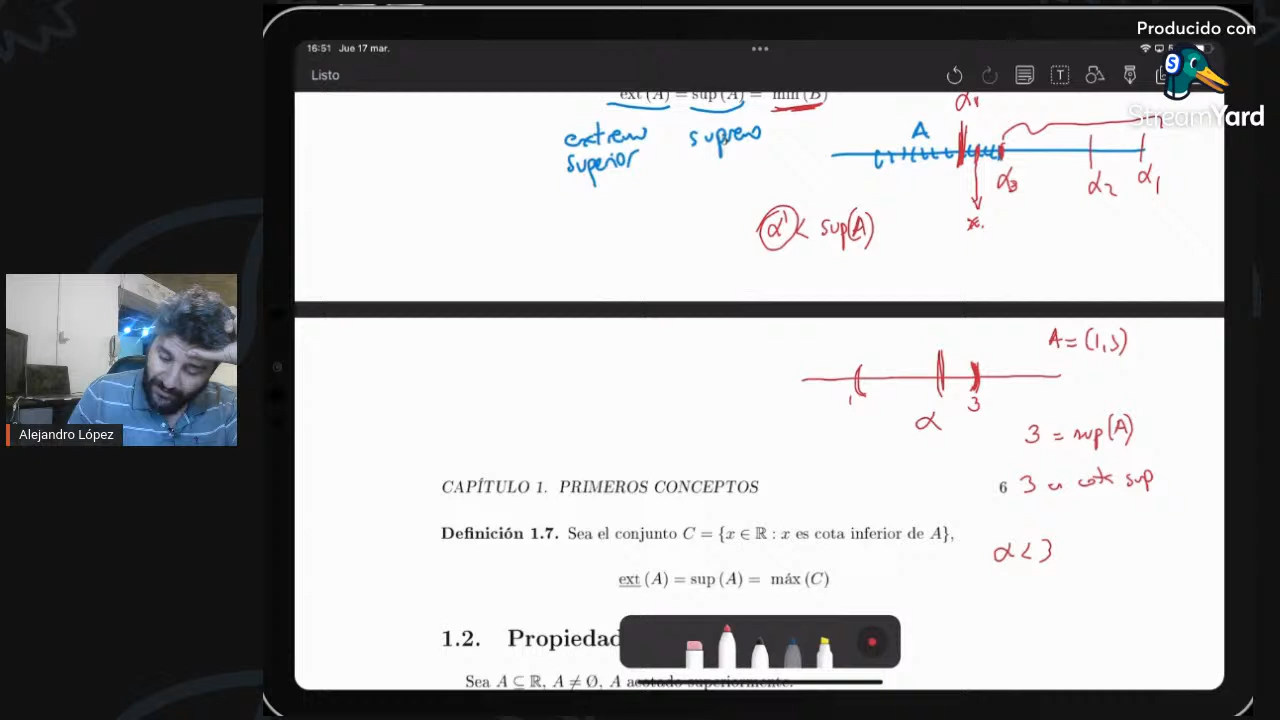 Producido con
StreamYard
16:51 Jue 17 mar.
Listo
ext (A) = sup (A) = mín (B)
extremo superior
supremo
A
α'
α₃
α₂
α₁
x.
α' < sup(A)
A = (1,3)
1
α
3
3 = sup(A)
3 es cota sup
α < 3
CAPÍTULO 1. PRIMEROS CONCEPTOS 6
Definición 1.7. Sea el conjunto C = {x ∈ ℝ : x es cota inferior de A},
ext (A) = sup (A) = máx (C)
1.2. Propiedad
Sea A ⊆ ℝ, A ≠ Ø, A acotado superiormente.
Alejandro López